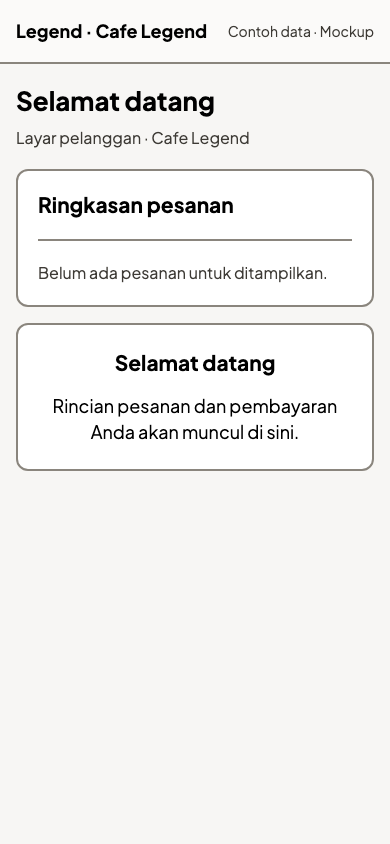 Legend · Cafe Legend
Contoh data · Mockup
Selamat datang
Layar pelanggan · Cafe Legend
Ringkasan pesanan
Belum ada pesanan untuk ditampilkan.
Selamat datang
Rincian pesanan dan pembayaran
Anda akan muncul di sini.